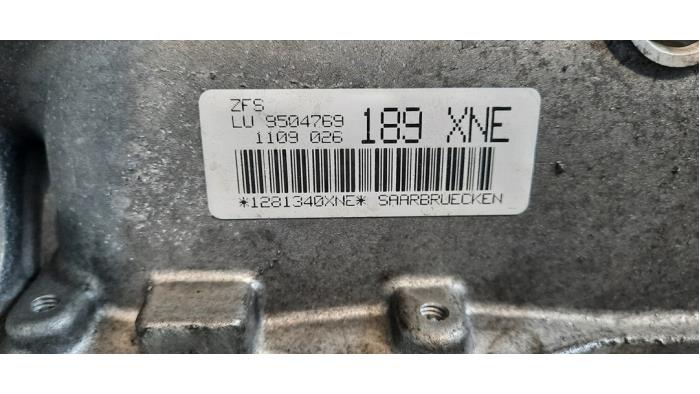 ZFS
LU 9504769 189 XNE
1109 026
*1281340XNE* SAARBRUECKEN